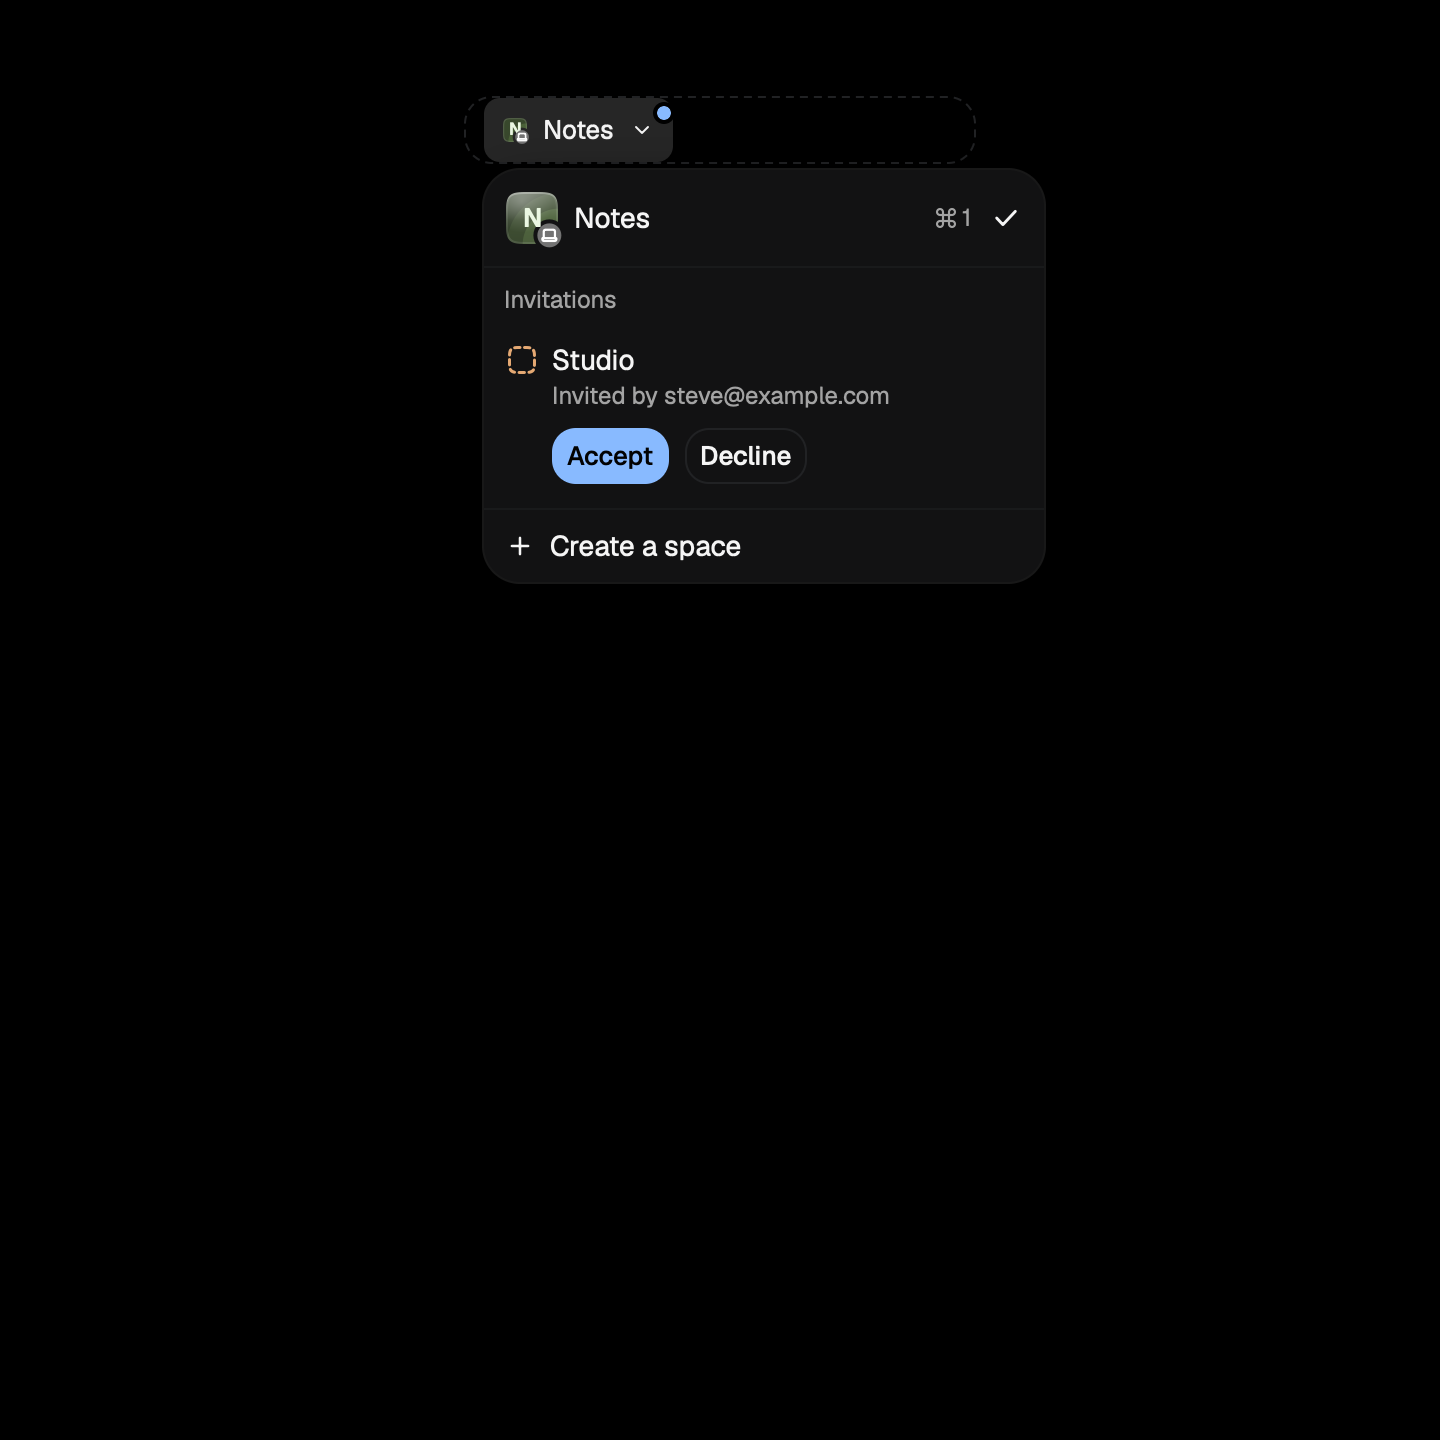 N Notes
N Notes ⌘1
Invitations
Studio
Invited by steve@example.com
Accept Decline
Create a space